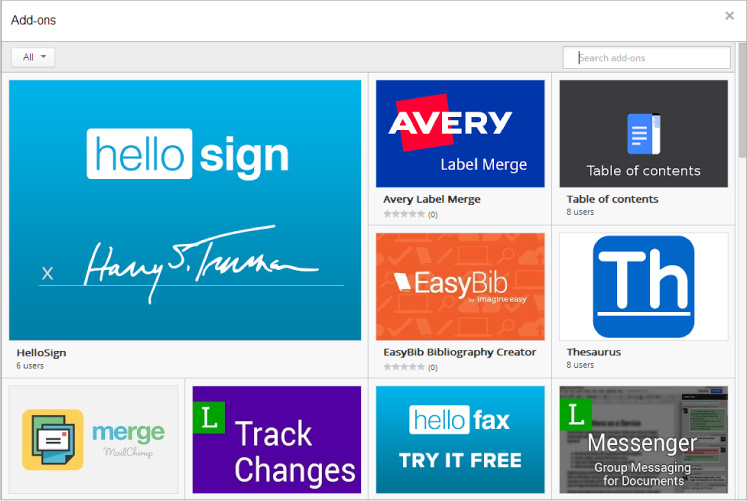 Add-ons
×
All
Search add-ons
hello sign
x Harry S. Truman
HelloSign
6 users
AVERY
Label Merge
Avery Label Merge
(0)
Table of contents
Table of contents
8 users
EasyBib
by imagine easy
EasyBib Bibliography Creator
(0)
Th
Thesaurus
8 users
merge
MailChimp
L
Track
Changes
hello fax
TRY IT FREE
L
Messenger
Group Messaging
for Documents